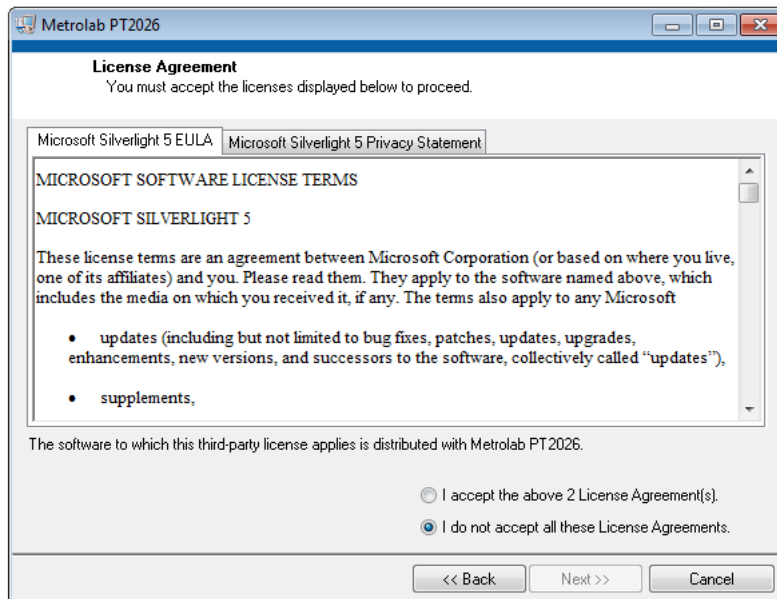 Metrolab PT2026
License Agreement
You must accept the licenses displayed below to proceed.
Microsoft Silverlight 5 EULA
Microsoft Silverlight 5 Privacy Statement
MICROSOFT SOFTWARE LICENSE TERMS
MICROSOFT SILVERLIGHT 5
These license terms are an agreement between Microsoft Corporation (or based on where you live,
one of its affiliates) and you. Please read them. They apply to the software named above, which
includes the media on which you received it, if any. The terms also apply to any Microsoft
• updates (including but not limited to bug fixes, patches, updates, upgrades,
enhancements, new versions, and successors to the software, collectively called “updates”),
• supplements,
The software to which this third-party license applies is distributed with Metrolab PT2026.
I accept the above 2 License Agreement(s).
I do not accept all these License Agreements.
<< Back
Next >>
Cancel